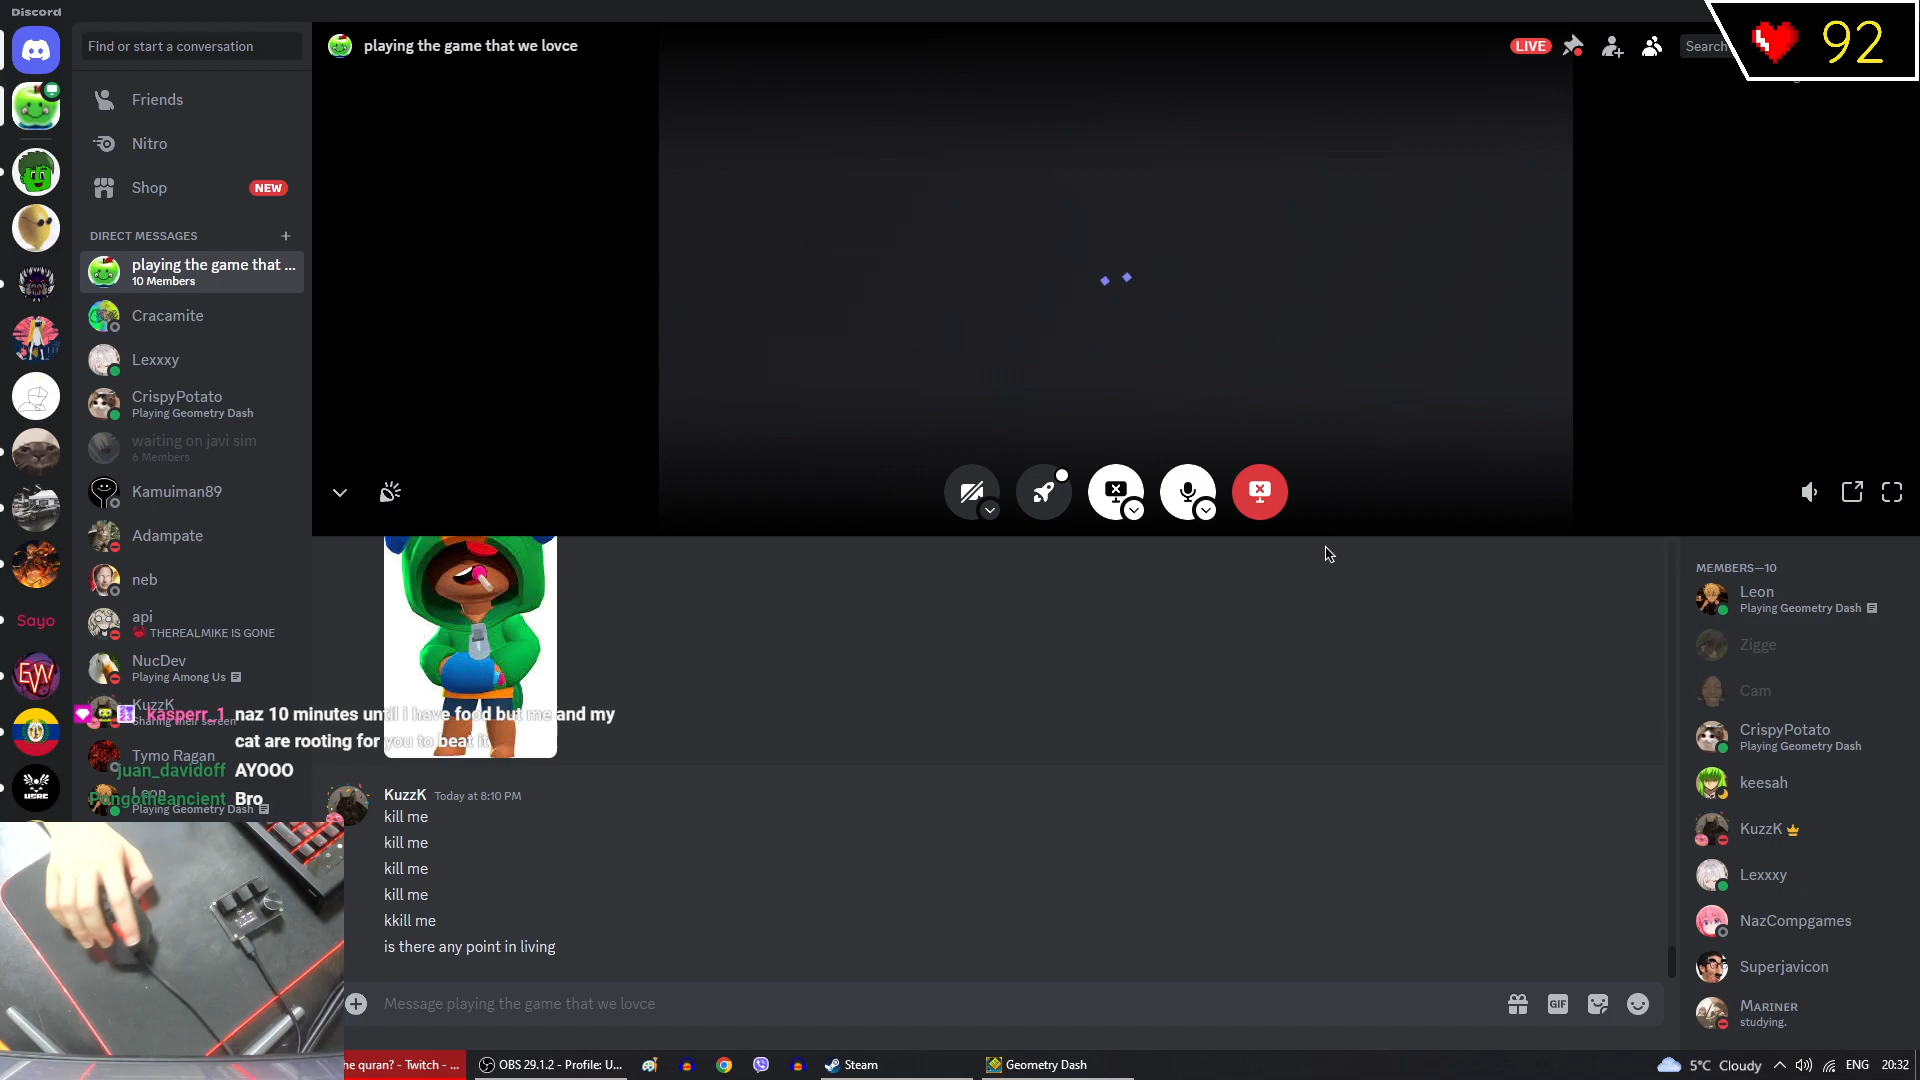 Discord
Find or start a conversation
playing the game that we lovce
LIVE
Search
92
Friends
Nitro
Shop
NEW
DIRECT MESSAGES
playing the game that ...
10 Members
Cracamite
Lexxxy
CrispyPotato
Playing Geometry Dash
waiting on javi sim
6 Members
Kamuiman89
Adampate
neb
api
THEREALMIKE IS GONE
NucDev
Playing Among Us
KuzzK
Sharing their screen
Tymo Ragan
Leon
Playing Geometry Dash
Sayo
EW
kasperr_1 naz 10 minutes until i have food but me and my
cat are rooting for you to beat it
juan_davidoff AYOOO
Pangotheancient Bro
KuzzK Today at 8:10 PM
kill me
kill me
kill me
kill me
kkill me
is there any point in living
Message playing the game that we lovce
GIF
MEMBERS—10
Leon
Playing Geometry Dash
Zigge
Cam
CrispyPotato
Playing Geometry Dash
keesah
KuzzK
Lexxxy
NazCompgames
Superjavicon
MARINER
studying.
he quran? - Twitch - ...
OBS 29.1.2 - Profile: U...
Steam
Geometry Dash
5°C Cloudy
ENG
20:32